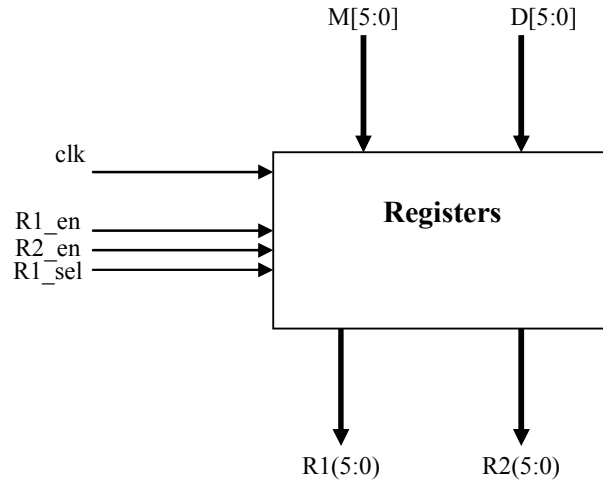 M[5:0] D[5:0]
clk
Registers
R1_en
R2_en
R1_sel
R1(5:0) R2(5:0)